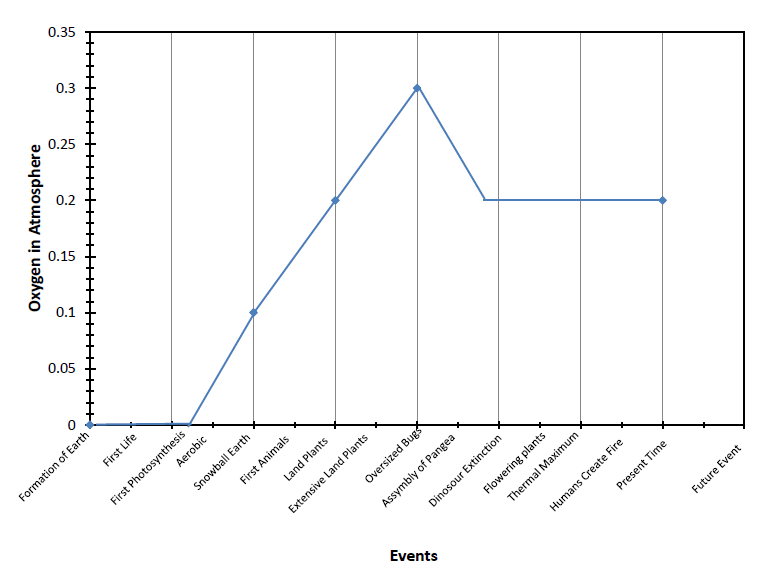 0.35
0.3
0.25
0.2
0.15
0.1
0.05
0
Oxygen in Atmosphere
Formation of Earth
First Life
First Photosynthesis
Aerobic
Snowball Earth
First Animals
Land Plants
Extensive Land Plants
Oversized Bugs
Assymbly of Pangea
Dinosour Extinction
Flowering plants
Thermal Maximum
Humans Create Fire
Present Time
Future Event
Events